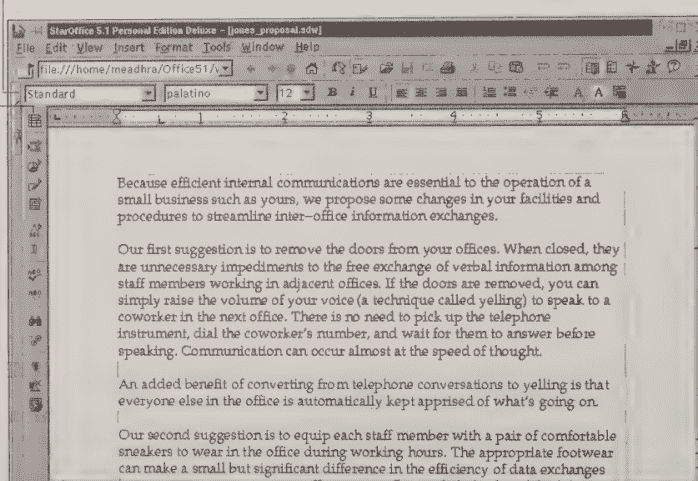 StarOffice 5.1 Personal Edition Deluxe - [jones_proposal.sdw]
File Edit View Insert Format Tools Window Help
file:///home/meadhra/Office51/
Standard palatino 12 B i U A A
1 2 3 4 5 6
Because efficient internal communications are essential to the operation of a
small business such as yours, we propose some changes in your facilities and
procedures to streamline inter-office information exchanges.
Our first suggestion is to remove the doors from your offices. When closed, they
are unnecessary impediments to the free exchange of verbal information among
staff members working in adjacent offices. If the doors are removed, you can
simply raise the volume of your voice (a technique called yelling) to speak to a
coworker in the next office. There is no need to pick up the telephone
instrument, dial the coworker's number, and wait for them to answer before
speaking. Communication can occur almost at the speed of thought.
An added benefit of converting from telephone conversations to yelling is that
everyone else in the office is automatically kept apprised of what's going on.
Our second suggestion is to equip each staff member with a pair of comfortable
sneakers to wear in the office during working hours. The appropriate footwear
can make a small but significant difference in the efficiency of data exchanges